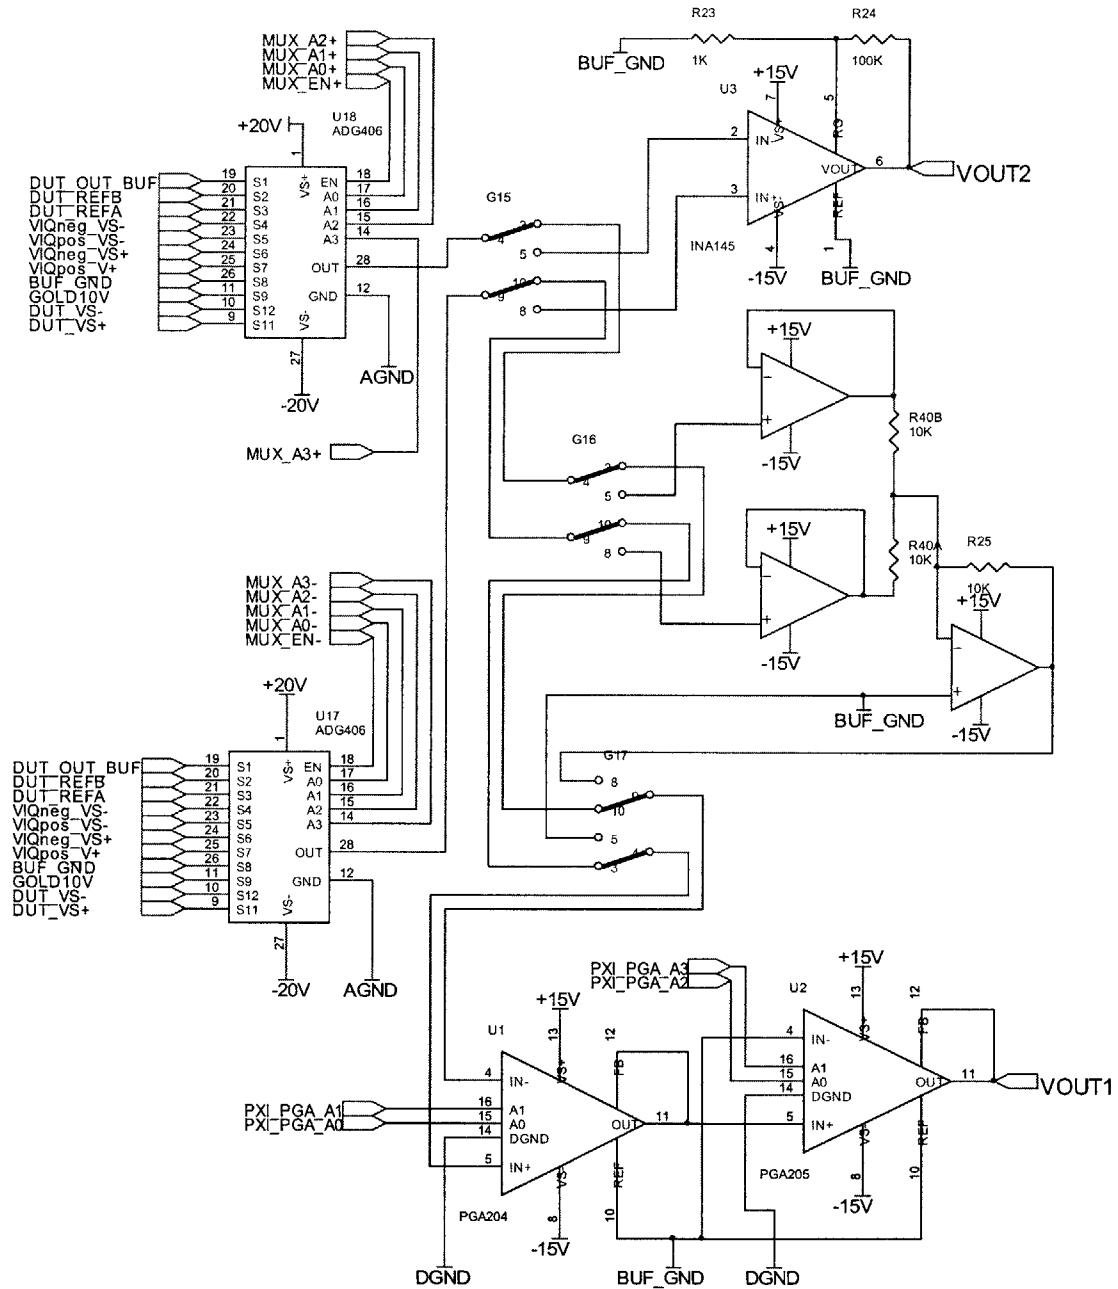 R23
R24
BUF_GND
1K
100K
MUX_A2+
MUX_A1+
MUX_A0+
MUX_EN+
U18
ADG406
+20V
1
VS+
DUT_OUT_BUF 19 S1 EN 18
DUT_REFB 20 S2 A0 17
DUT_REFA 21 S3 A1 16
VIQneg_VS- 22 S4 A2 15
VIQpos_VS- 23 S5 A3 14
VIQneg_VS+ 24 S6
VIQpos_V+ 25 S7 OUT 28
BUF_GND 26 S8
GOLD10V 11 S9 GND 12
DUT_VS- 10 S12
DUT_VS+ 9 S11
VS-
27
-20V
AGND
MUX_A3+
G15
4
5
10
9
8
U3
+15V
7
VS+
5
RG
2 IN-
VOUT 6
VOUT2
3 IN+
VS-
REF
INA145
4
1
-15V
BUF_GND
+15V
-
+
-15V
R40B
10K
G16
4
5
10
9
8
+15V
-
+
-15V
R40A
10K
R25
10K
+15V
-
+
-15V
BUF_GND
MUX_A3-
MUX_A2-
MUX_A1-
MUX_A0-
MUX_EN-
+20V
U17
ADG406
1
VS+
DUT_OUT_BUF 19 S1 EN 18
DUT_REFB 20 S2 A0 17
DUT_REFA 21 S3 A1 16
VIQneg_VS- 22 S4 A2 15
VIQpos_VS- 23 S5 A3 14
VIQneg_VS+ 24 S6
VIQpos_V+ 25 S7 OUT 28
BUF_GND 26 S8
GOLD10V 11 S9 GND 12
DUT_VS- 10 S12
DUT_VS+ 9 S11
VS-
27
-20V
AGND
G17
8
9
10
5
4
3
PXI_PGA_A3
PXI_PGA_A2
U1
+15V
13
VS+
12
FB
4 IN-
PXI_PGA_A1 16 A1
PXI_PGA_A0 15 A0
14 DGND
5 IN+
OUT 11
VS-
REF
PGA204
8
10
-15V
DGND
BUF_GND
U2
+15V
13
VS+
12
FB
4 IN-
16 A1
15 A0
14 DGND
5 IN+
OUT 11
VOUT1
VS-
REF
PGA205
8
10
-15V
DGND